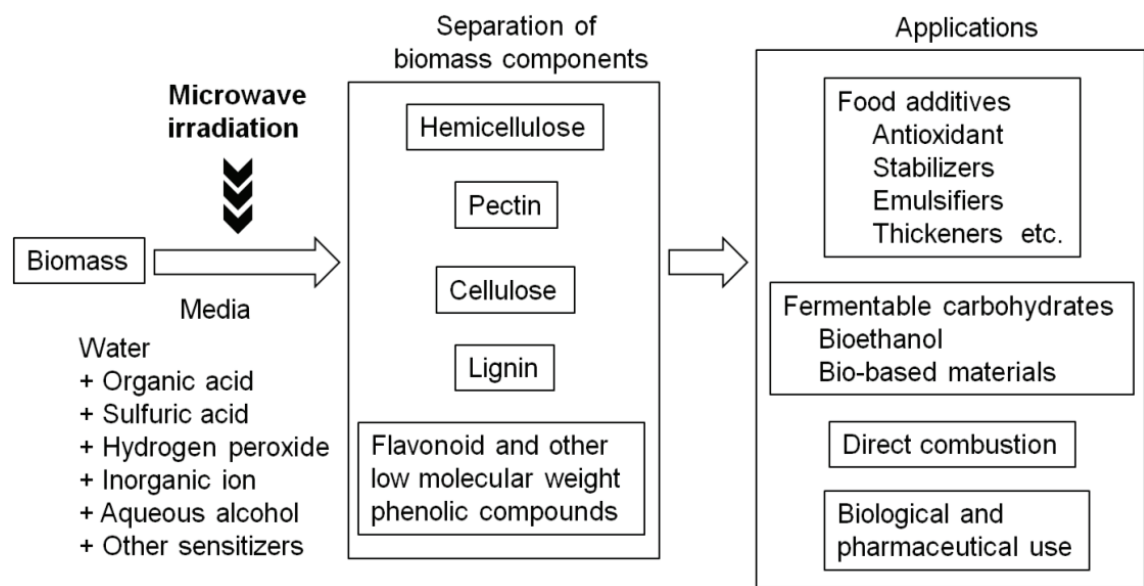 Microwave
irradiation
Biomass
Media
Water
+ Organic acid
+ Sulfuric acid
+ Hydrogen peroxide
+ Inorganic ion
+ Aqueous alcohol
+ Other sensitizers
Separation of
biomass components
Hemicellulose
Pectin
Cellulose
Lignin
Flavonoid and other
low molecular weight
phenolic compounds
Applications
Food additives
Antioxidant
Stabilizers
Emulsifiers
Thickeners etc.
Fermentable carbohydrates
Bioethanol
Bio-based materials
Direct combustion
Biological and
pharmaceutical use